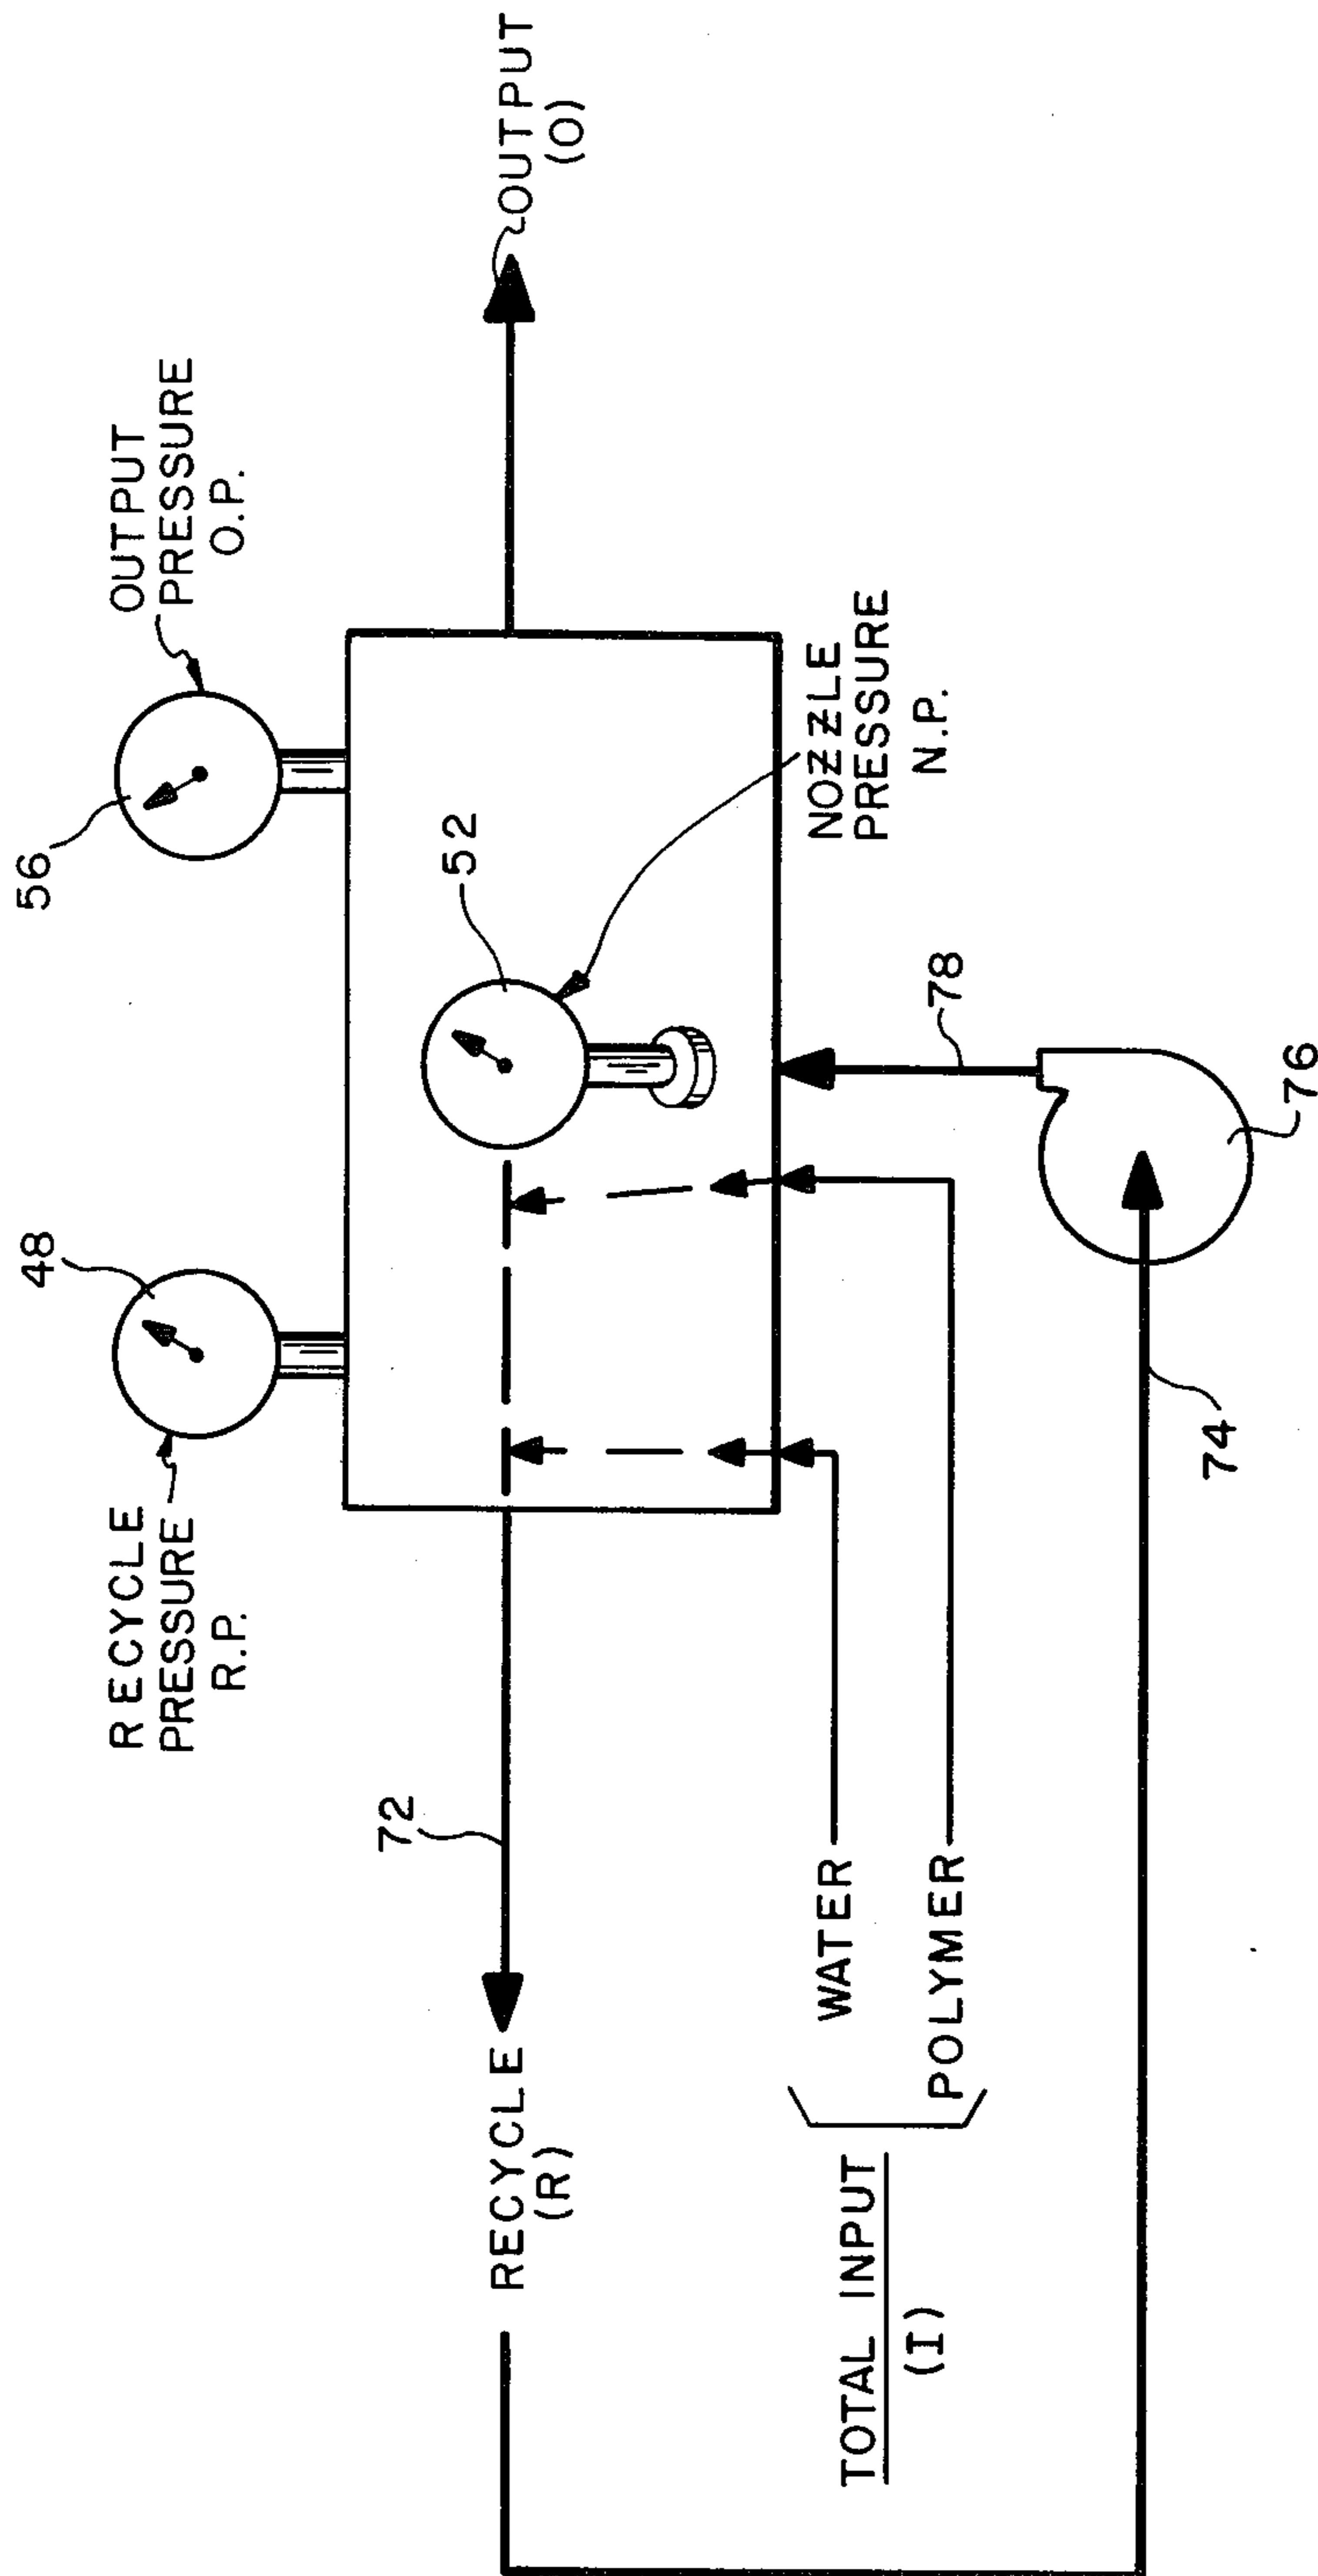 56
OUTPUT
PRESSURE
O.P.
48
RECYCLE
PRESSURE
R.P.
52
72
OUTPUT
(O)
RECYCLE
(R)
NOZZLE
PRESSURE
N.P.
WATER
POLYMER
TOTAL INPUT
(I)
78
74
76